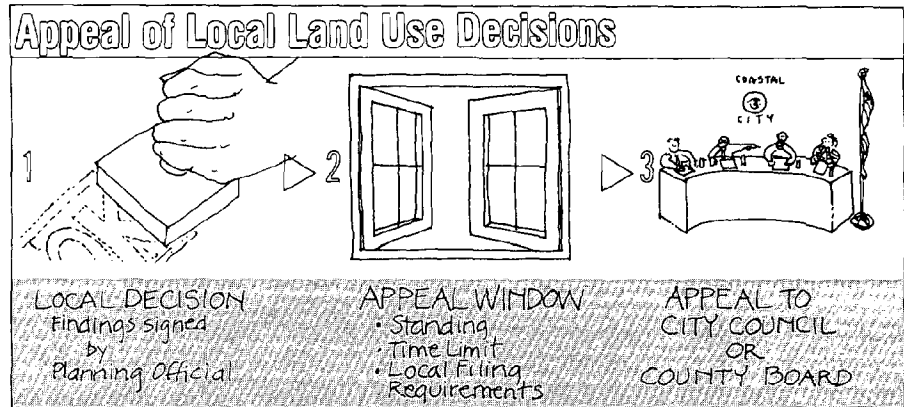 Appeal of Local Land Use Decisions
1
2
3
COASTAL
CITY
LOCAL DECISION
Findings signed
by
Planning Official
APPEAL WINDOW
• Standing
• Time Limit
• Local Filing
Requirements
APPEAL TO
CITY COUNCIL
OR
COUNTY BOARD